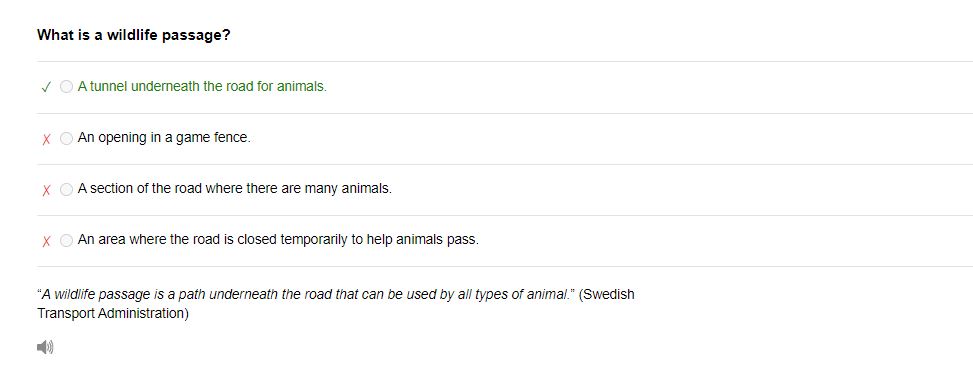 What is a wildlife passage?
✓ A tunnel underneath the road for animals.
X An opening in a game fence.
X A section of the road where there are many animals.
X An area where the road is closed temporarily to help animals pass.
“A wildlife passage is a path underneath the road that can be used by all types of animal.” (Swedish
Transport Administration)